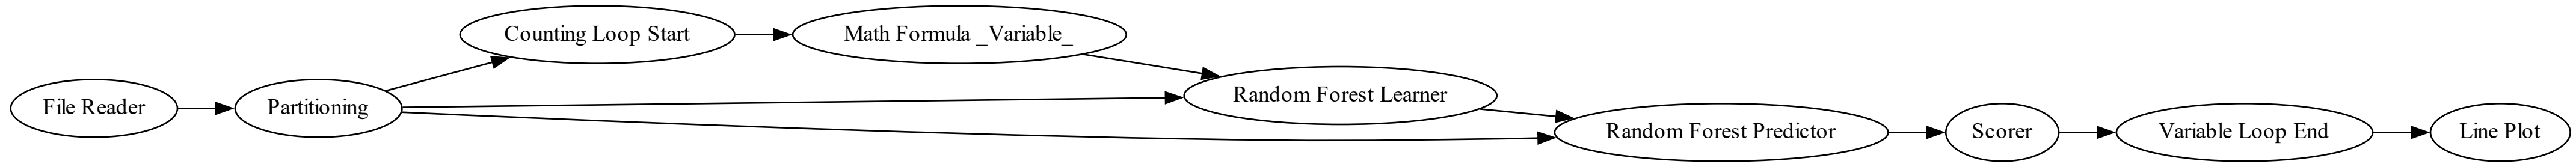 File Reader
Partitioning
Counting Loop Start
Math Formula _Variable_
Random Forest Learner
Random Forest Predictor
Scorer
Variable Loop End
Line Plot